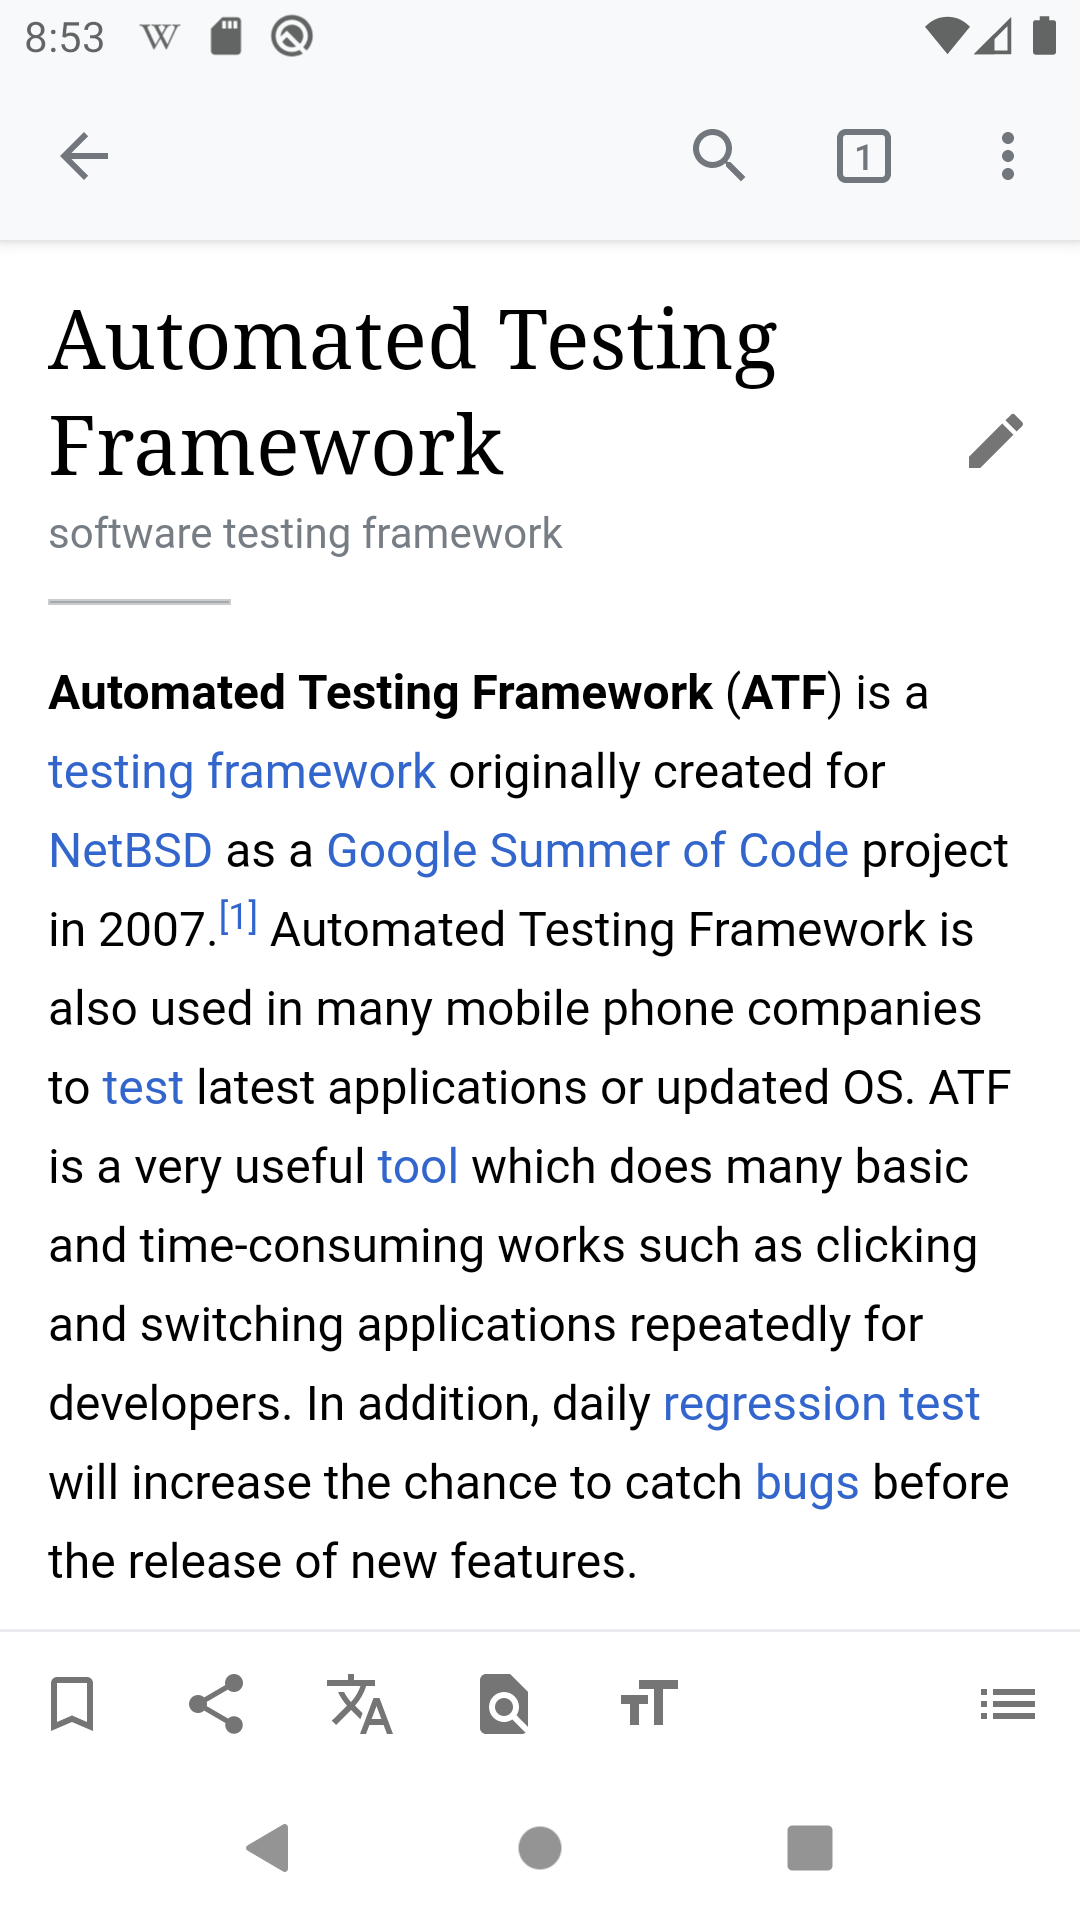 8:53
1
Automated Testing
Framework
software testing framework
Automated Testing Framework (ATF) is a
testing framework originally created for
NetBSD as a Google Summer of Code project
in 2007.[1] Automated Testing Framework is
also used in many mobile phone companies
to test latest applications or updated OS. ATF
is a very useful tool which does many basic
and time-consuming works such as clicking
and switching applications repeatedly for
developers. In addition, daily regression test
will increase the chance to catch bugs before
the release of new features.